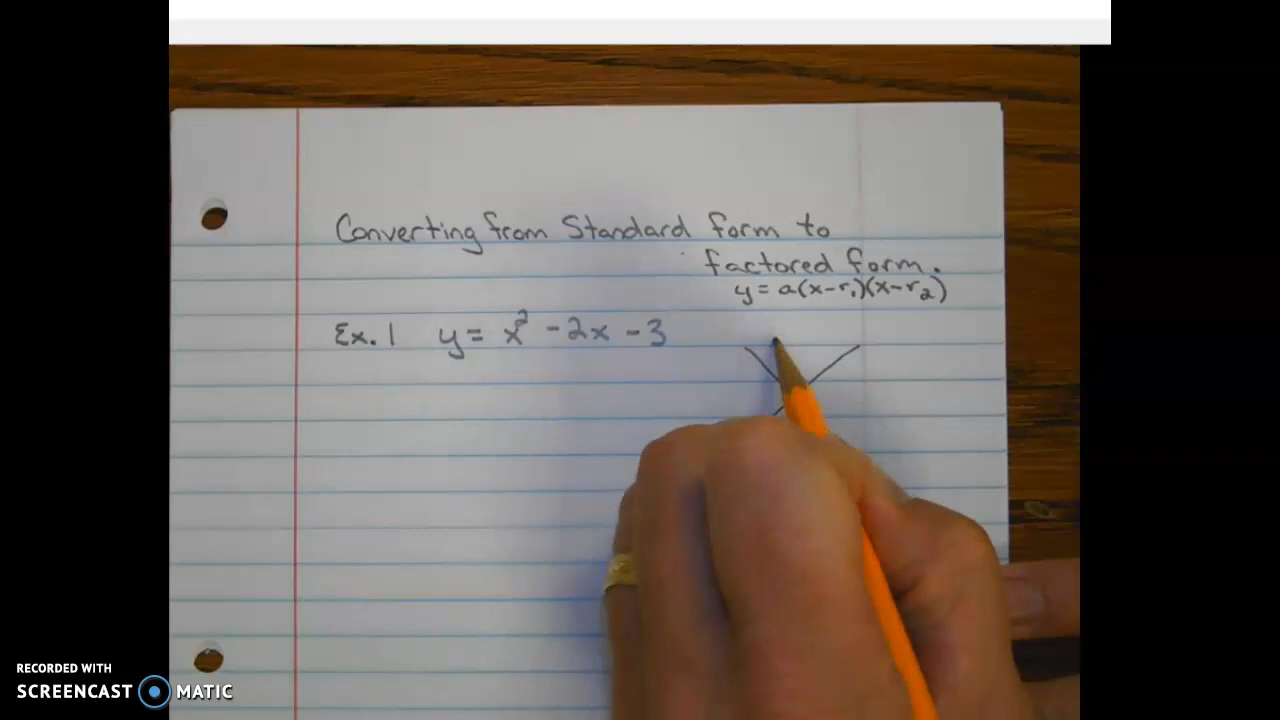 Converting from Standard form to
factored form.
y = a(x-r₁)(x-r₂)
Ex. 1 y = x² - 2x - 3
RECORDED WITH
SCREENCAST MATIC